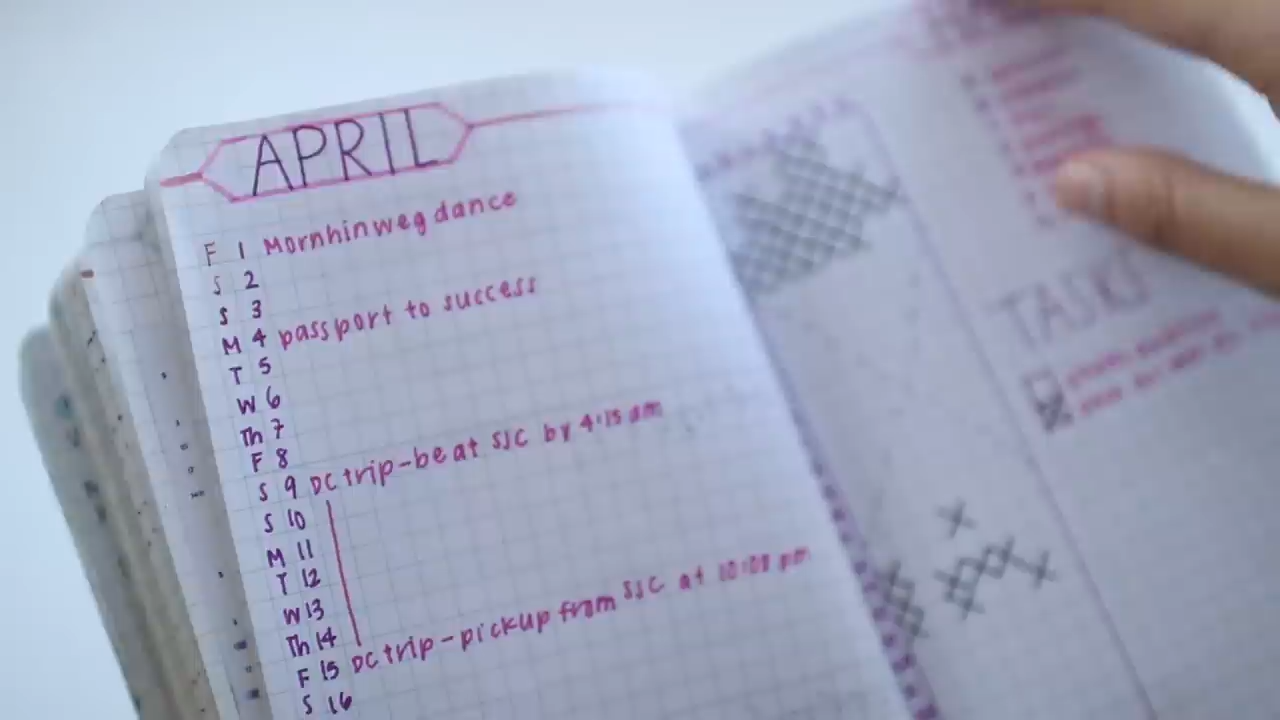 APRIL
F 1 Mornhinweg dance
S 2
S 3
M 4 passport to success
T 5
W 6
Th 7
F 8
S 9 DC trip-be at SJC by 4:15 am
S 10
M 11
T 12
W 13
Th 14
F 15 DC trip-pickup from SJC at 10:08 pm
S 16
TASKS